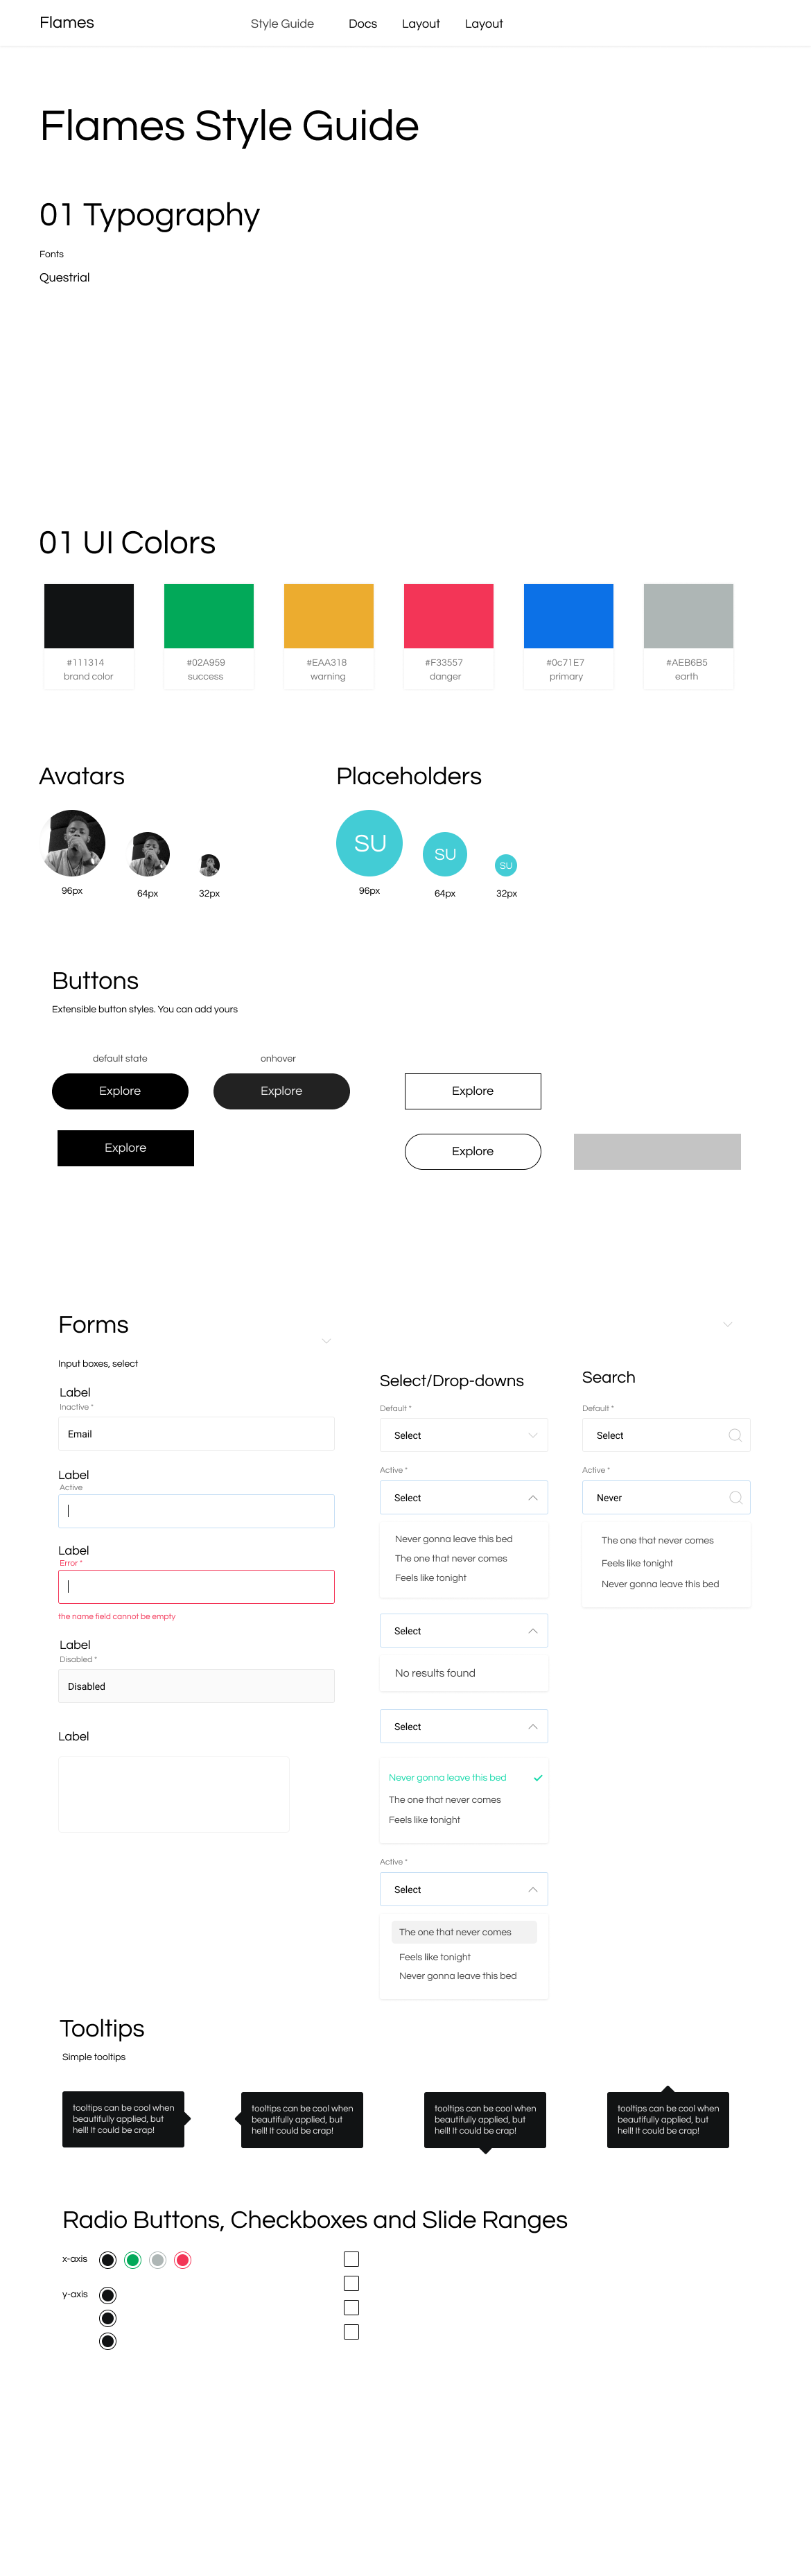 Flames
Style Guide
Docs
Layout
Layout
Flames Style Guide
01 Typography
Fonts
Questrial
01 UI Colors
#111314
brand color
#02A959
success
#EAA318
warning
#F33557
danger
#0c71E7
primary
#AEB6B5
earth
Avatars
96px
64px
32px
Placeholders
SU
SU
SU
96px
64px
32px
Buttons
Extensible button styles. You can add yours
default state
onhover
Explore
Explore
Explore
Explore
Explore
Forms
Input boxes, select
Label
Inactive *
Email
Label
Active
Label
Error *
the name field cannot be empty
Label
Disabled *
Disabled
Label
Select/Drop-downs
Default *
Select
Active *
Select
Never gonna leave this bed
The one that never comes
Feels like tonight
Select
No results found
Select
Never gonna leave this bed
The one that never comes
Feels like tonight
Active *
Select
The one that never comes
Feels like tonight
Never gonna leave this bed
Search
Default *
Select
Active *
Never
The one that never comes
Feels like tonight
Never gonna leave this bed
Tooltips
Simple tooltips
tooltips can be cool when
beautifully applied, but
hell! It could be crap!
tooltips can be cool when
beautifully applied, but
hell! It could be crap!
tooltips can be cool when
beautifully applied, but
hell! It could be crap!
tooltips can be cool when
beautifully applied, but
hell! It could be crap!
Radio Buttons, Checkboxes and Slide Ranges
x-axis
y-axis